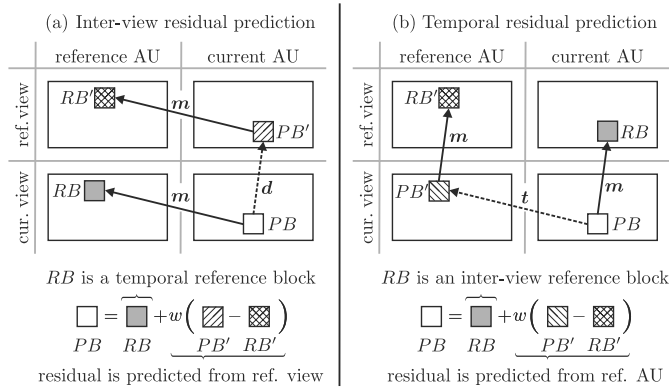 (a) Inter-view residual prediction
reference AU
current AU
ref. view
RB′
m
PB′
cur. view
RB
m
d
PB
RB is a temporal reference block
PB = RB + w( PB′ − RB′ )
residual is predicted from ref. view
(b) Temporal residual prediction
reference AU
current AU
ref. view
RB′
RB
m
cur. view
PB′
t
m
PB
RB is an inter-view reference block
PB = RB + w( PB′ − RB′ )
residual is predicted from ref. AU